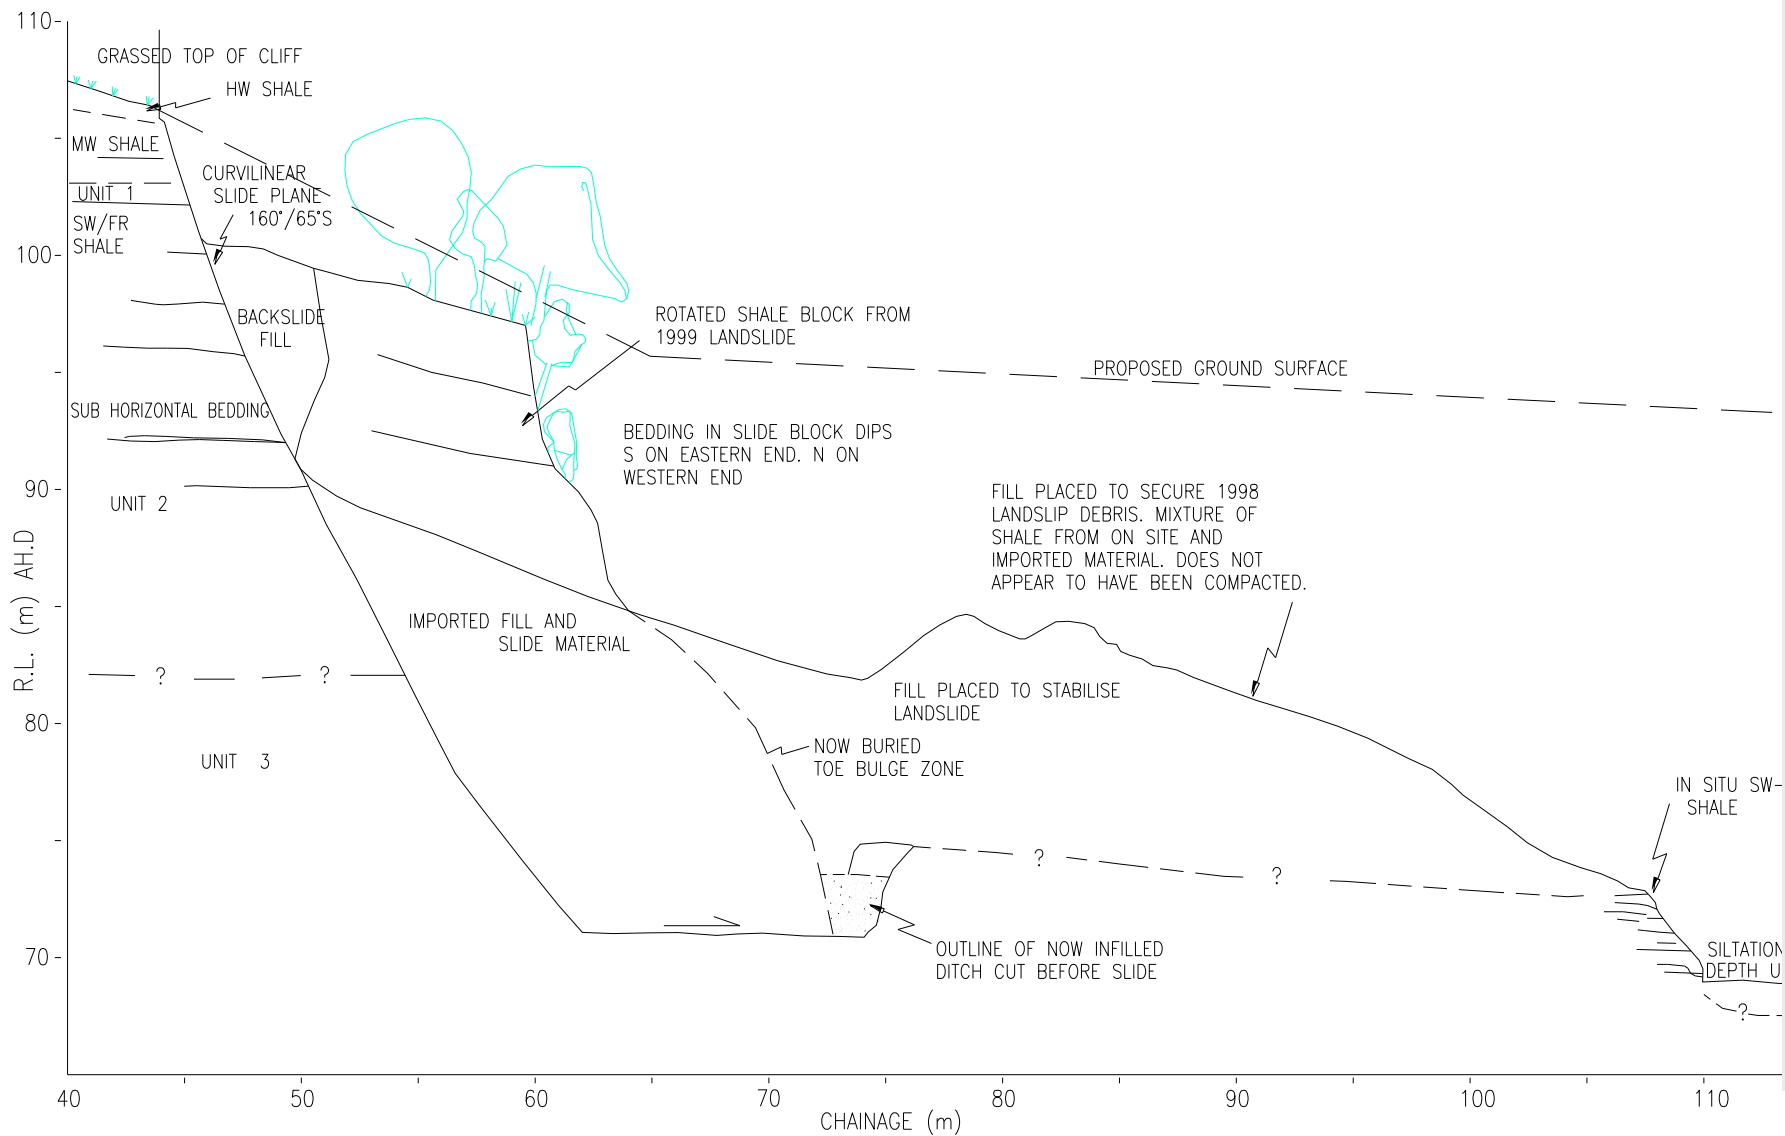 110
GRASSED TOP OF CLIFF
HW SHALE
MW SHALE
CURVILINEAR
SLIDE PLANE
160°/65°S
UNIT 1
SW/FR
SHALE
100
BACKSLIDE
FILL
ROTATED SHALE BLOCK FROM
1999 LANDSLIDE
PROPOSED GROUND SURFACE
SUB HORIZONTAL BEDDING
BEDDING IN SLIDE BLOCK DIPS
S ON EASTERN END. N ON
WESTERN END
90
UNIT 2
FILL PLACED TO SECURE 1998
LANDSLIP DEBRIS. MIXTURE OF
SHALE FROM ON SITE AND
IMPORTED MATERIAL. DOES NOT
APPEAR TO HAVE BEEN COMPACTED.
R.L. (m) AH.D
IMPORTED FILL AND
SLIDE MATERIAL
? ?
FILL PLACED TO STABILISE
LANDSLIDE
80
UNIT 3
NOW BURIED
TOE BULGE ZONE
IN SITU SW-
SHALE
? ?
70
OUTLINE OF NOW INFILLED
DITCH CUT BEFORE SLIDE
SILTATION
DEPTH U
?
40 50 60 70 80 90 100 110
CHAINAGE (m)